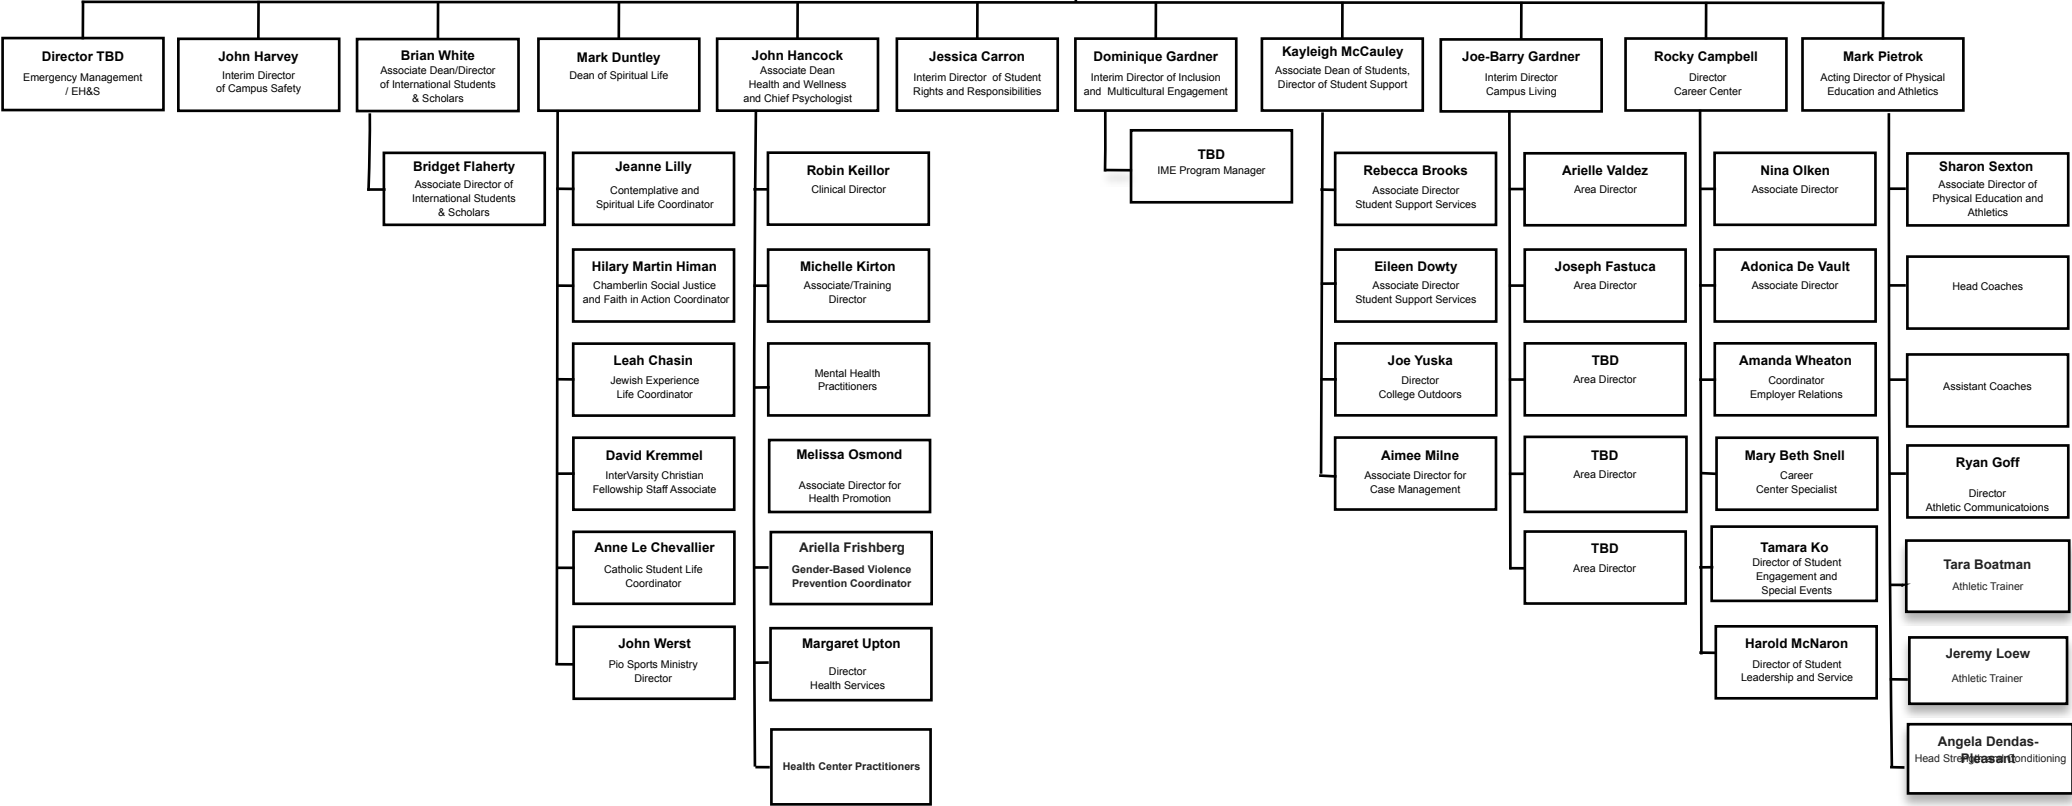 Director TBD
Emergency Management
/ EH&S
John Harvey
Interim Director
of Campus Safety
Brian White
Associate Dean/Director
of International Students
& Scholars
Mark Duntley
Dean of Spiritual Life
John Hancock
Associate Dean
Health and Wellness
and Chief Psychologist
Jessica Carron
Interim Director of Student
Rights and Responsibilities
Dominique Gardner
Interim Director of Inclusion
and Multicultural Engagement
Kayleigh McCauley
Associate Dean of Students,
Director of Student Support
Joe-Barry Gardner
Interim Director
Campus Living
Rocky Campbell
Director
Career Center
Mark Pietrok
Acting Director of Physical
Education and Athletics
Bridget Flaherty
Associate Director of
International Students
& Scholars
Jeanne Lilly
Contemplative and
Spiritual Life Coordinator
Hilary Martin Himan
Chamberlin Social Justice
and Faith in Action Coordinator
Leah Chasin
Jewish Experience
Life Coordinator
David Kremmel
InterVarsity Christian
Fellowship Staff Associate
Anne Le Chevallier
Catholic Student Life
Coordinator
John Werst
Pio Sports Ministry
Director
Robin Keillor
Clinical Director
Michelle Kirton
Associate/Training
Director
Mental Health
Practitioners
Melissa Osmond
Associate Director for
Health Promotion
Ariella Frishberg
Gender-Based Violence
Prevention Coordinator
Margaret Upton
Director
Health Services
Health Center Practitioners
TBD
IME Program Manager
Rebecca Brooks
Associate Director
Student Support Services
Eileen Dowty
Associate Director
Student Support Services
Joe Yuska
Director
College Outdoors
Aimee Milne
Associate Director for
Case Management
Arielle Valdez
Area Director
Joseph Fastuca
Area Director
TBD
Area Director
TBD
Area Director
TBD
Area Director
Nina Olken
Associate Director
Adonica De Vault
Associate Director
Amanda Wheaton
Coordinator
Employer Relations
Mary Beth Snell
Career
Center Specialist
Tamara Ko
Director of Student
Engagement and
Special Events
Harold McNaron
Director of Student
Leadership and Service
Sharon Sexton
Associate Director of
Physical Education and
Athletics
Head Coaches
Assistant Coaches
Ryan Goff
Director
Athletic Communicatoions
Tara Boatman
Athletic Trainer
Jeremy Loew
Athletic Trainer
Angela Dendas-
Pleasant
Head Strength and Conditioning